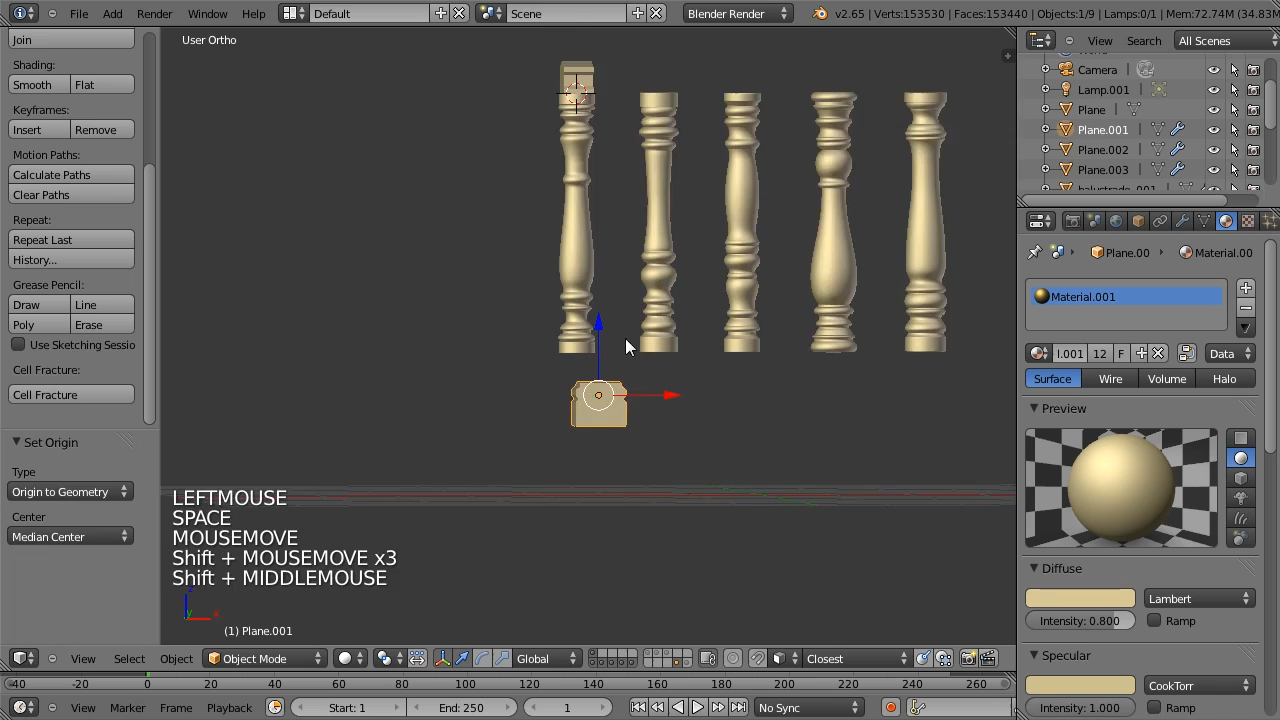 File Add Render Window Help Default Scene Blender Render v2.65 | Verts:153530 | Faces:153440 | Objects:1/9 | Lamps:0/1 | Mem:72.74M (34.83M
Join
Shading:
Smooth Flat
Keyframes:
Insert Remove
Motion Paths:
Calculate Paths
Clear Paths
Repeat:
Repeat Last
History...
Grease Pencil:
Draw Line
Poly Erase
Use Sketching Sessio
Cell Fracture:
Cell Fracture
Set Origin
Type
Origin to Geometry
Center
Median Center
User Ortho
LEFTMOUSE
SPACE
MOUSEMOVE
Shift + MOUSEMOVE x3
Shift + MIDDLEMOUSE
z
y x
(1) Plane.001
View Select Object Object Mode Global Closest
-40 -20 0 20 40 60 80 100 120 140 160 180 200 220 240 260
View Marker Frame Playback Start: 1 End: 250 1 No Sync
View Search All Scenes
Camera
Lamp.001
Plane
Plane.001
Plane.002
Plane.003
balustrade_001
Plane.00 Material.00
Material.001
l.001 12 F Data
Surface Wire Volume Halo
Preview
Diffuse
Lambert
Intensity: 0.800 Ramp
Specular
CookTorr
Intensity: 1.000 Ramp